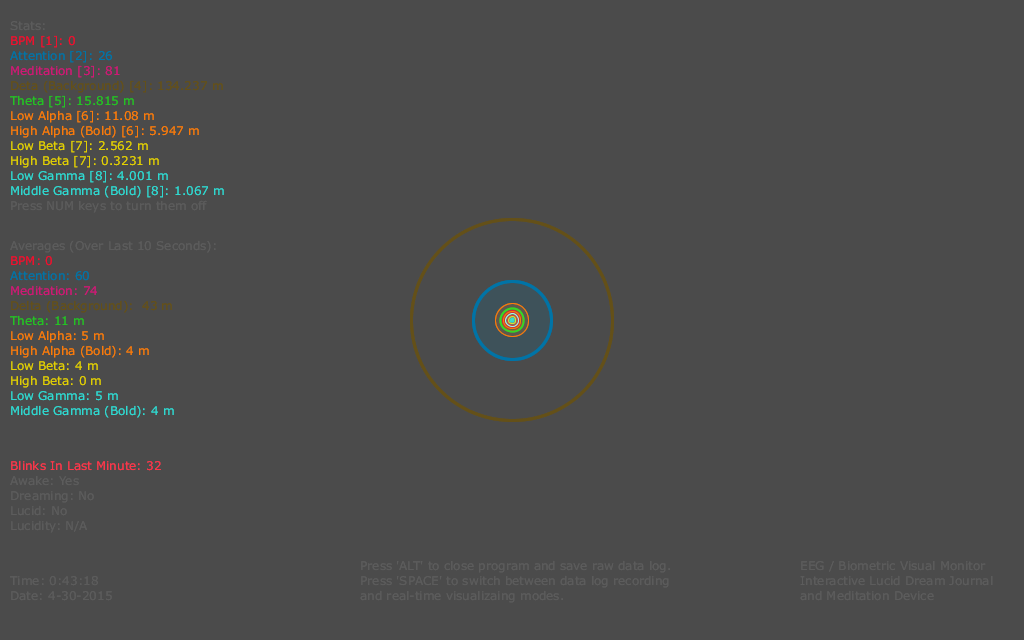 Stats:
BPM [1]: 0
Attention [2]: 26
Meditation [3]: 81
Delta (Background) [4]: m
Theta [5]: 15.815 m
Low Alpha [6]: 11.08 m
High Alpha (Bold) [6]: 5.947 m
Low Beta [7]: 2.562 m
High Beta [7]: 0.3231 m
Low Gamma [8]: 4.001 m
Middle Gamma (Bold) [8]: 1.067 m
Press NUM keys to turn them off
Averages (Over Last 10 Seconds):
BPM: 0
Attention: 60
Meditation: 74
Delta (Background): 47 m
Theta: 11 m
Low Alpha: 5 m
High Alpha (Bold): 4 m
Low Beta: 4 m
High Beta: 0 m
Low Gamma: 5 m
Middle Gamma (Bold): 4 m
Blinks In Last Minute: 32
Awake: Yes
Dreaming: No
Lucid: No
Lucidity: N/A
Time: 0:43:18
Date: 4-30-2015
Press 'ALT' to close program and save raw data log.
Press 'SPACE' to switch between data log recording
and real-time visualizaing modes.
EEG / Biometric Visual Monitor
Interactive Lucid Dream Journal
and Meditation Device